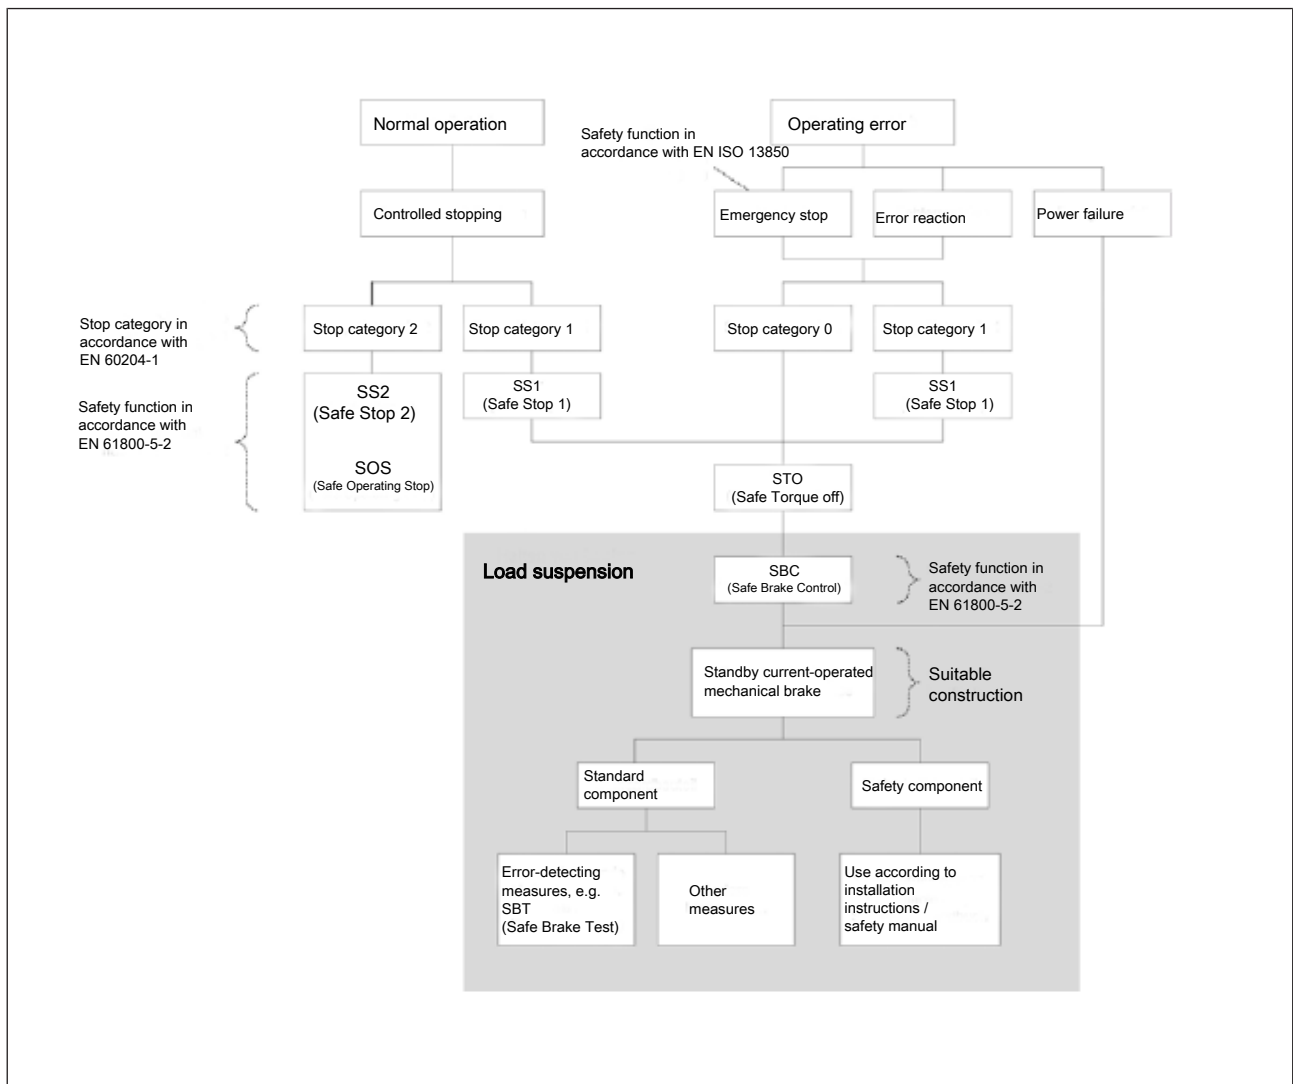 Normal operation
Operating error
Safety function in
accordance with EN ISO 13850
Controlled stopping
Emergency stop
Error reaction
Power failure
Stop category in
accordance with
EN 60204-1
Stop category 2
Stop category 1
Stop category 0
Stop category 1
Safety function in
accordance with
EN 61800-5-2
SS2
(Safe Stop 2)
SOS
(Safe Operating Stop)
SS1
(Safe Stop 1)
SS1
(Safe Stop 1)
STO
(Safe Torque off)
Load suspension
SBC
(Safe Brake Control)
Safety function in
accordance with
EN 61800-5-2
Standby current-operated
mechanical brake
Suitable
construction
Standard
component
Safety component
Error-detecting
measures, e.g.
SBT
(Safe Brake Test)
Other
measures
Use according to
installation
instructions /
safety manual